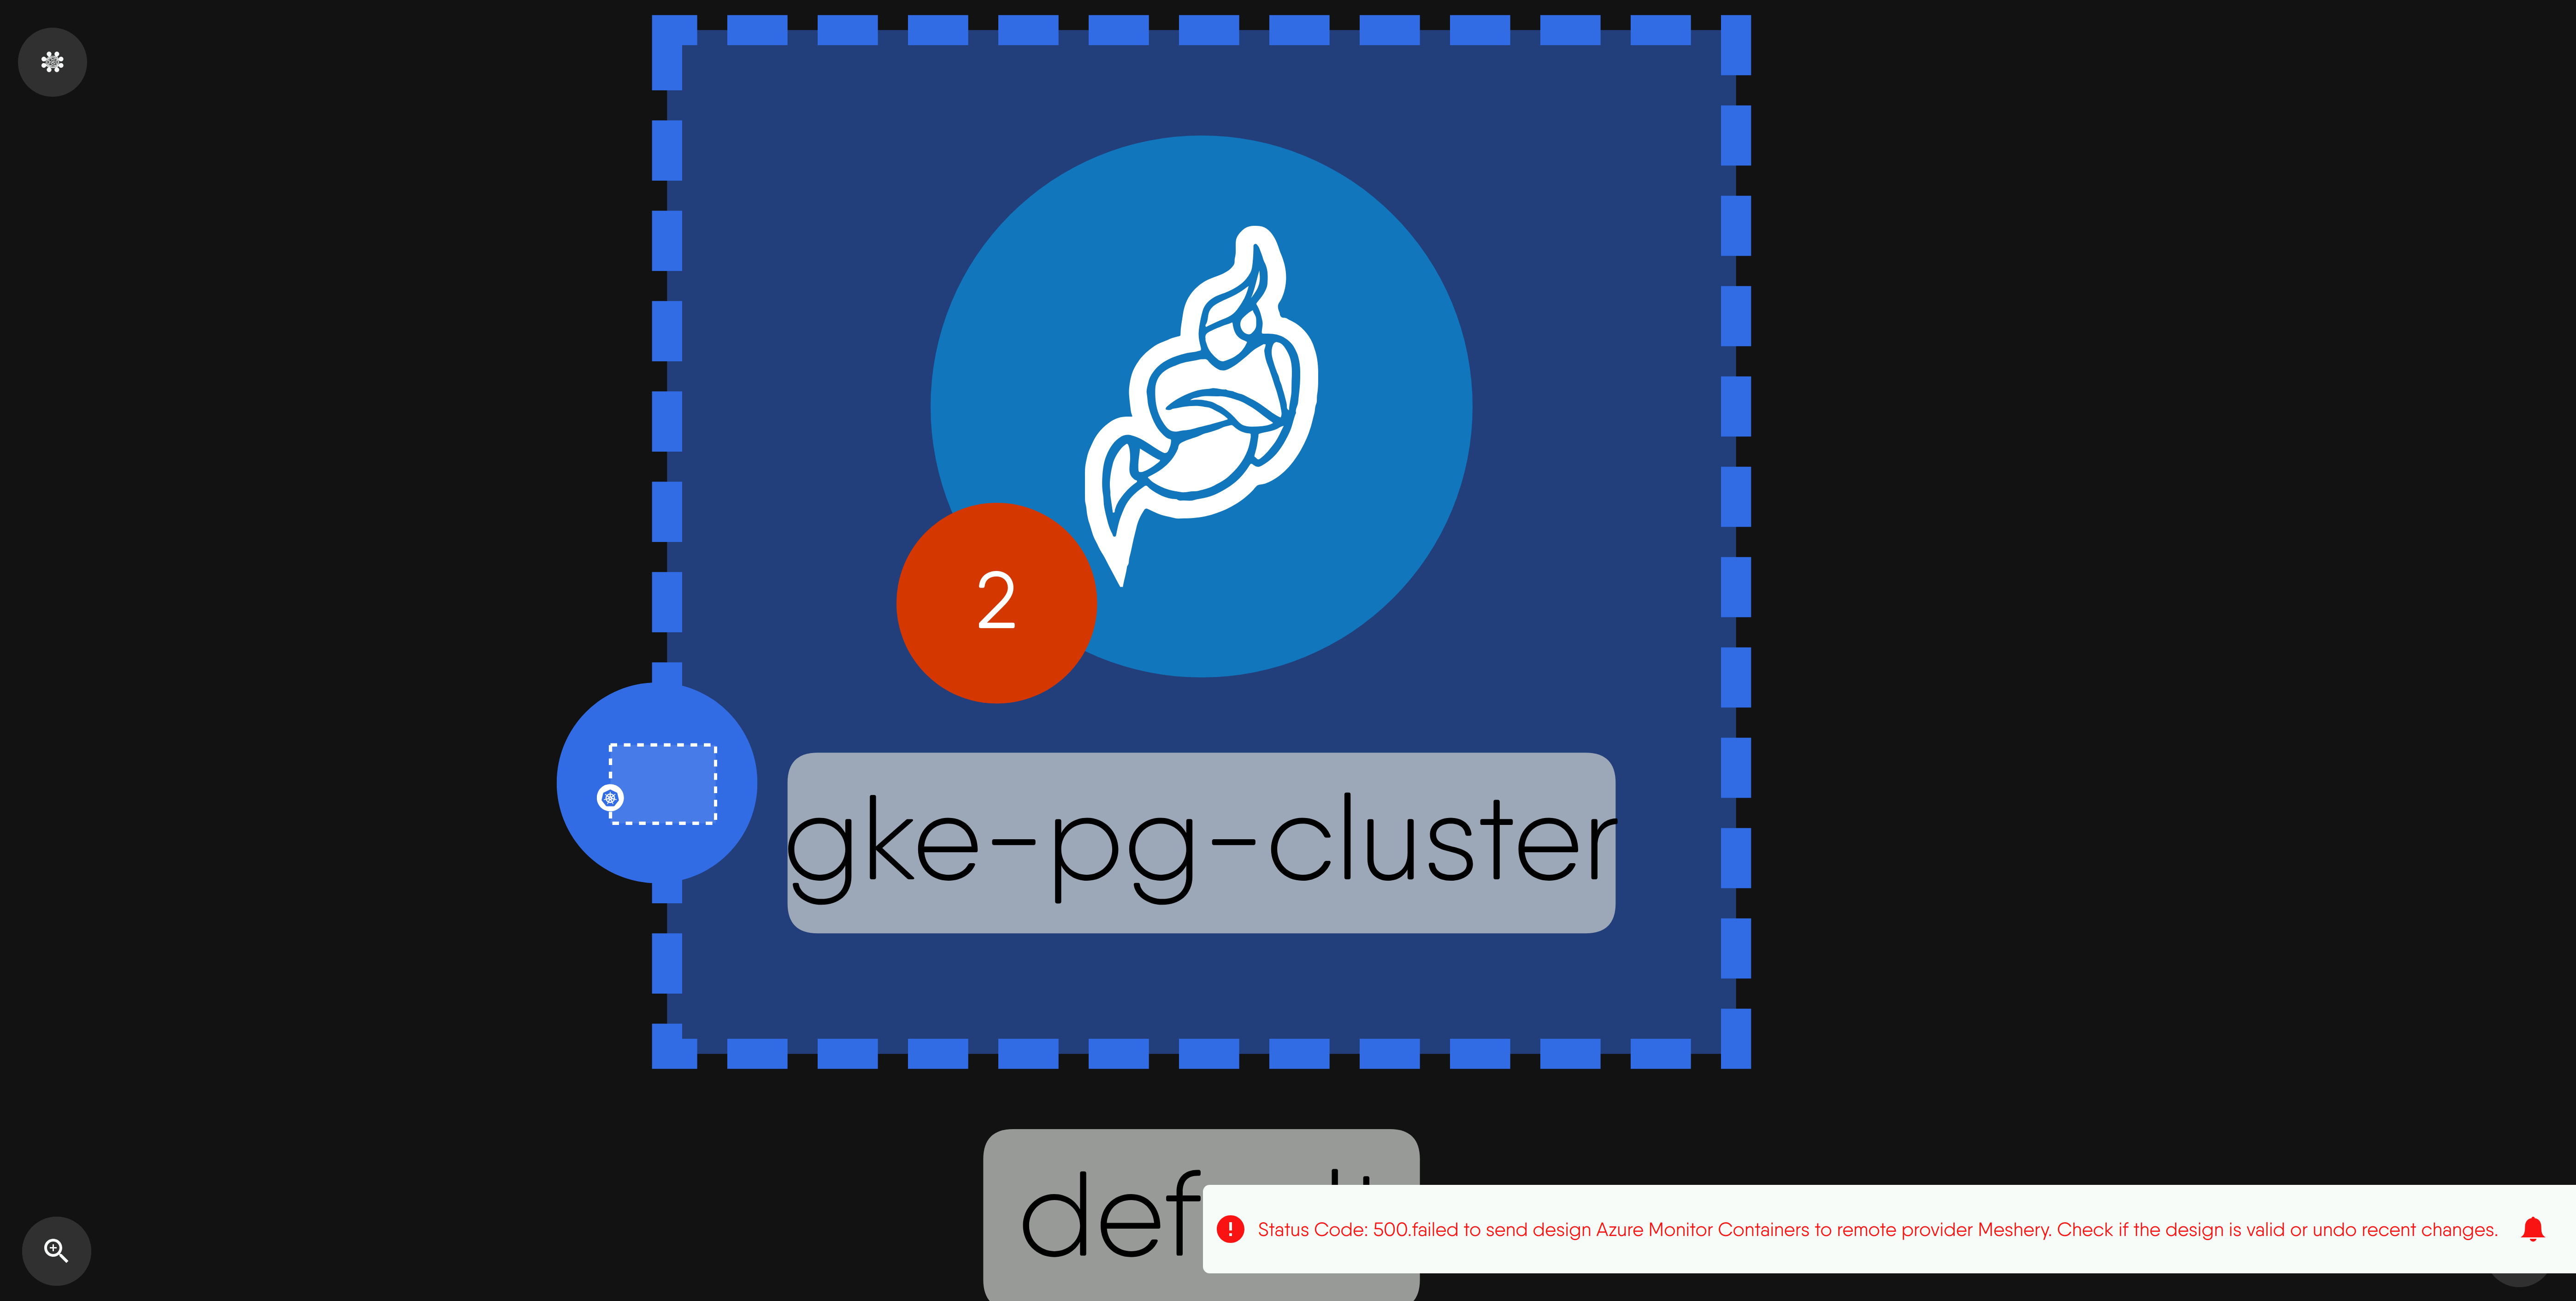 2
gke-pg-cluster
Status Code: 500.failed to send design Azure Monitor Containers to remote provider Meshery. Check if the design is valid or undo recent changes.